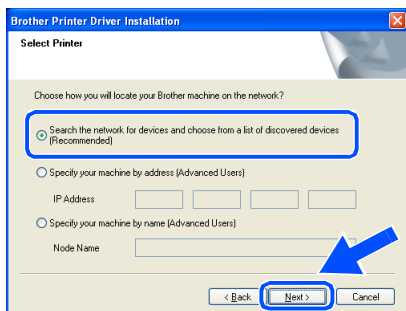 Brother Printer Driver Installation
Select Printer
Choose how you will locate your Brother machine on the network?
Search the network for devices and choose from a list of discovered devices
(Recommended)
Specify your machine by address (Advanced Users)
IP Address
Specify your machine by name (Advanced Users)
Node Name
< Back
Next >
Cancel